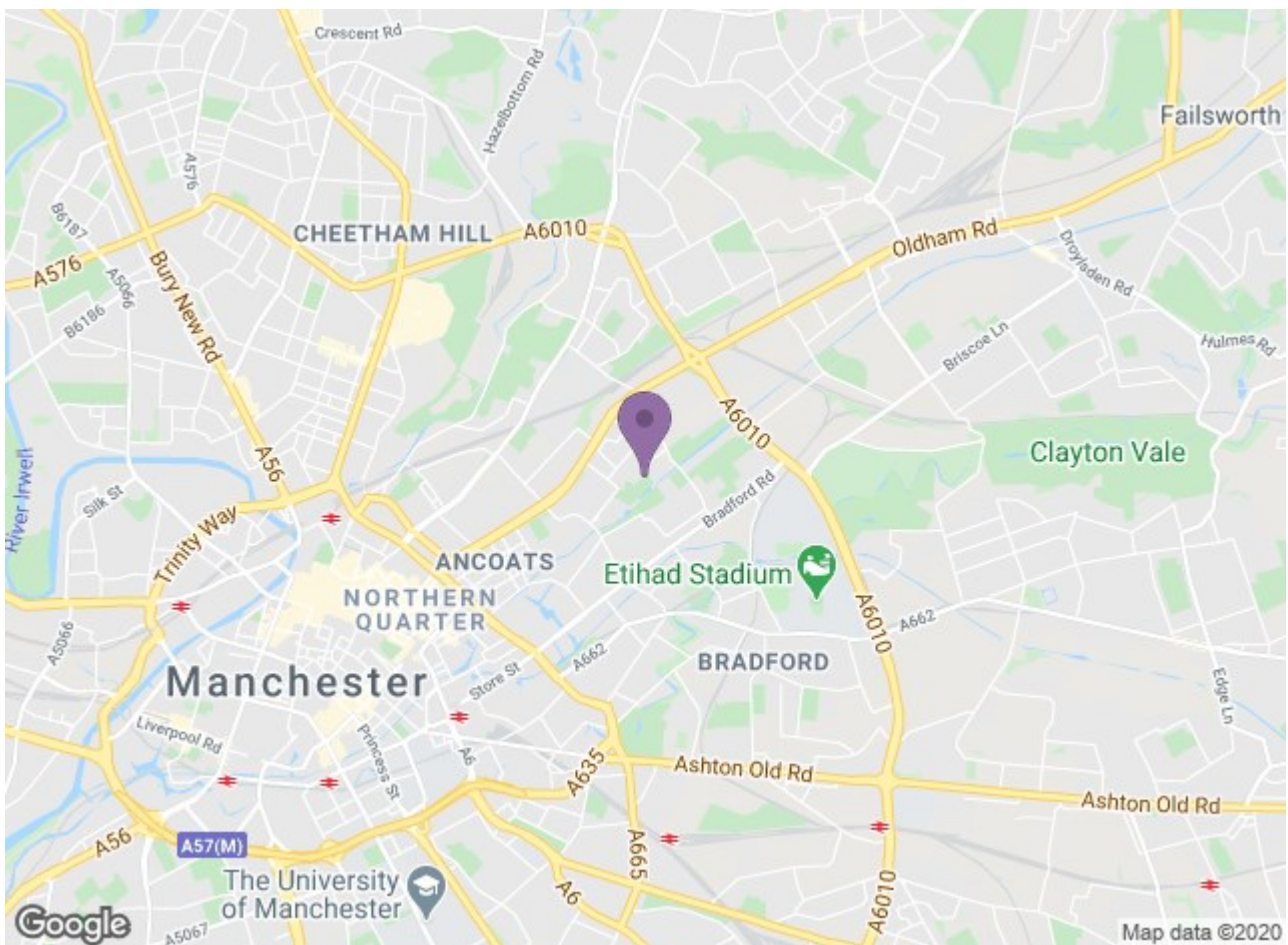 Crescent Rd
Hazelbottom Rd
Failsworth
A576
B6187
A5066
CHEETHAM HILL
A6010
Oldham Rd
Droylsden Rd
A576
Bury New Rd
B6186
Briscoe Ln
Hulmes Rd
A6010
Clayton Vale
A56
River Irwell
Silk St
Bradford Rd
Trinity Way
ANCOATS
Etihad Stadium
NORTHERN
QUARTER
A6010
A662
A5066
A662
BRADFORD
Manchester
Store St
Edge Ln
Liverpool Rd
Princess St
A6
A635
Ashton Old Rd
Ashton Old Rd
A56
A57(M)
A665
The University
of Manchester
A6
A6010
Google
A5067
Map data ©2020